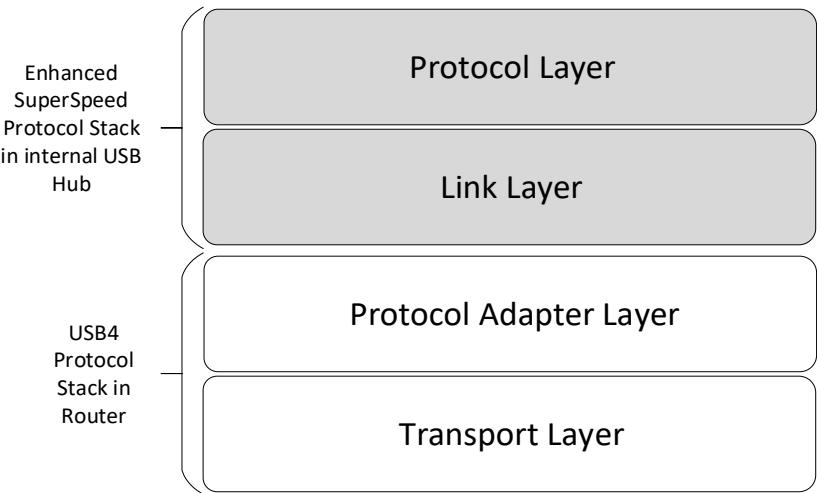 Enhanced
SuperSpeed
Protocol Stack
in internal USB
Hub
Protocol Layer
Link Layer
USB4
Protocol
Stack in
Router
Protocol Adapter Layer
Transport Layer